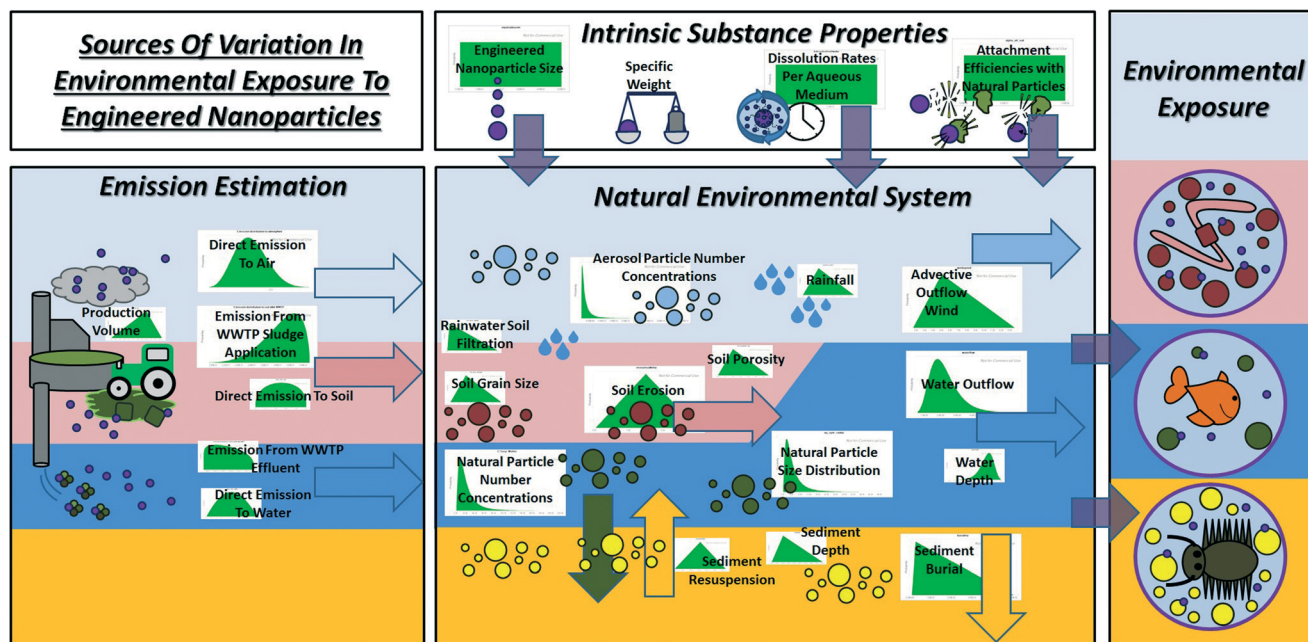 Sources Of Variation In
Environmental Exposure To
Engineered Nanoparticles
Intrinsic Substance Properties
Engineered
Nanoparticle Size
Specific
Weight
Dissolution Rates
Per Aqueous
Medium
Attachment
Efficiencies with
Natural Particles
Environmental
Exposure
Emission Estimation
Direct Emission
To Air
Production
Volume
Emission From
WWTP Sludge
Application
Direct Emission To Soil
Emission From WWTP
Effluent
Direct Emission
To Water
Natural Environmental System
Aerosol Particle Number
Concentrations
Rainfall
Advective
Outflow
Wind
Rainwater Soil
Filtration
Soil Grain Size
Soil Erosion
Soil Porosity
Water Outflow
Natural Particle
Number
Concentrations
Natural Particle
Size Distribution
Water
Depth
Sediment
Resuspension
Sediment
Depth
Sediment
Burial